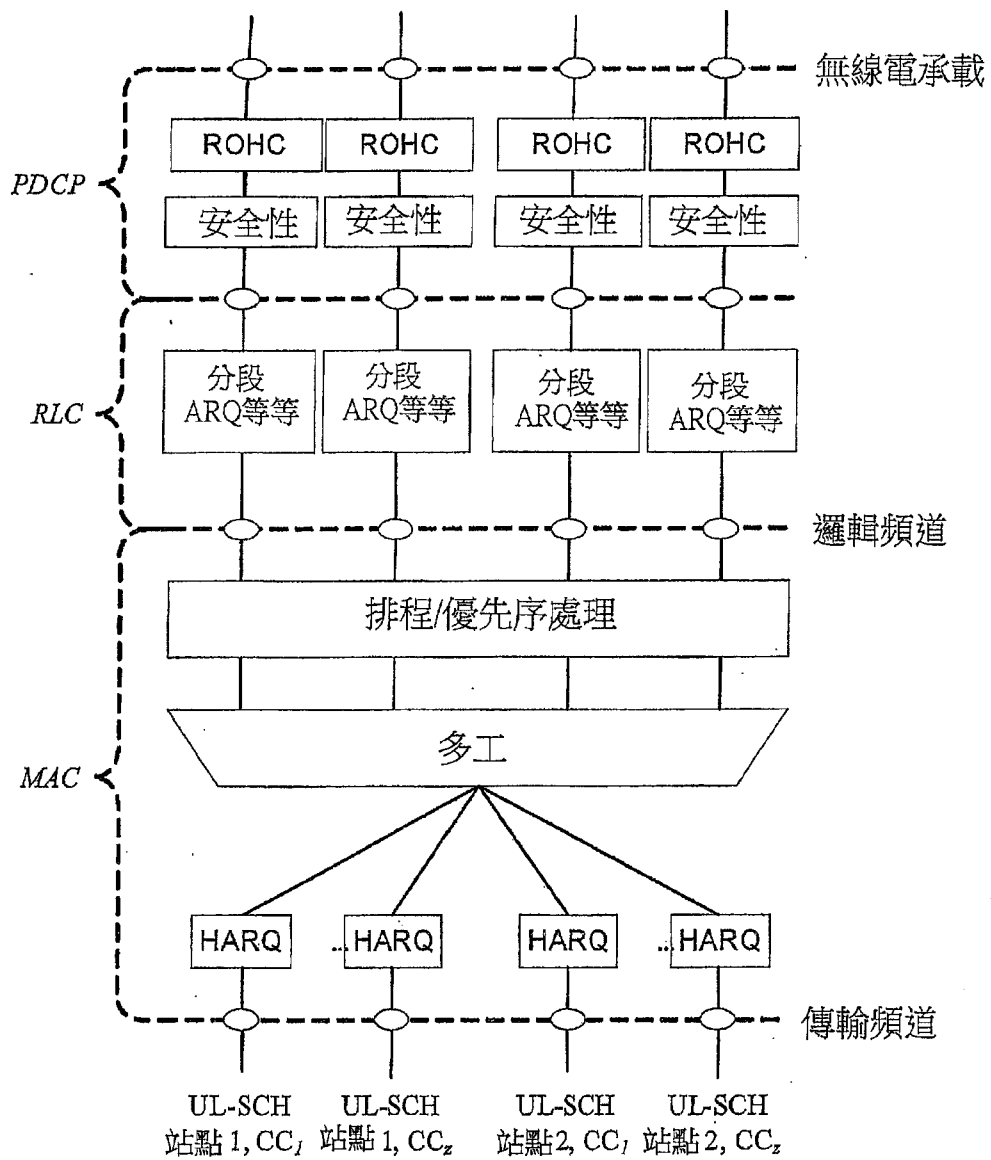 無線電承載
ROHC ROHC ROHC ROHC
PDCP
安全性 安全性 安全性 安全性
分段 分段 分段 分段
ARQ等等 ARQ等等 ARQ等等 ARQ等等
RLC
邏輯頻道
排程/優先序處理
多工
MAC
HARQ ...HARQ HARQ ...HARQ
傳輸頻道
UL-SCH UL-SCH UL-SCH UL-SCH
站點 1, CC₁ 站點 1, CC_z 站點 2, CC₁ 站點 2, CC_z